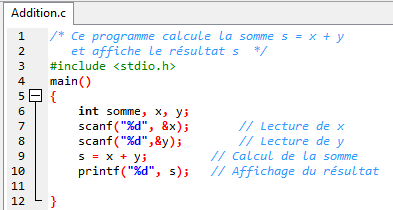 Addition.c
1 /* Ce programme calcule la somme s = x + y
2 et affiche le résultat s */
3 #include <stdio.h>
4 main()
5 {
6 int somme, x, y;
7 scanf("%d", &x); // Lecture de x
8 scanf("%d",&y); // Lecture de y
9 s = x + y; // Calcul de la somme
10 printf("%d", s); // Affichage du résultat
11
12 }